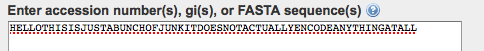 Enter accession number(s), gi(s), or FASTA sequence(s)
HELLOTHISISJUSTABUNCHOFJUNKITDOESNOTACTUALLYENCODEANYTHINGATALL